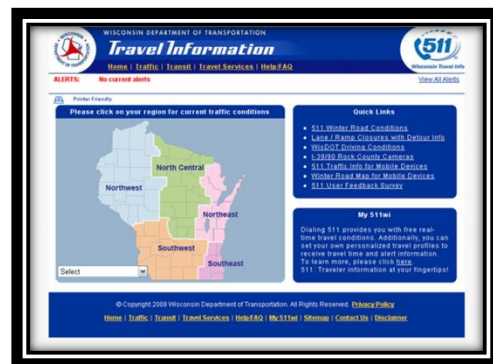 WISCONSIN DEPARTMENT OF TRANSPORTATION
Travel Information
Home | Traffic | Transit | Travel Services | Help/FAQ
511
Wisconsin Travel Info
ALERTS: No current alerts
View All Alerts
Printer Friendly
Please click on your region for current traffic conditions
Northwest
North Central
Northeast
Southwest
Southeast
Select
Quick Links
511 Winter Road Conditions
Lane / Ramp Closures with Detour Info
WisDOT Driving Conditions
I-39/90 Rock County Cameras
511 Traffic Info for Mobile Devices
Winter Road Map for Mobile Devices
511 User Feedback Survey
My 511wi
Dialing 511 provides you with free real-
time travel conditions. Additionally, you can
set your own personalized travel profiles to
receive travel time and alert information.
To learn more, please click here.
511: Traveler information at your fingertips!
© Copyright 2008 Wisconsin Department of Transportation. All Rights Reserved. Privacy Policy
Home | Traffic | Transit | Travel Services | Help/FAQ | My 511wi | Sitemap | Contact Us | Disclaimer